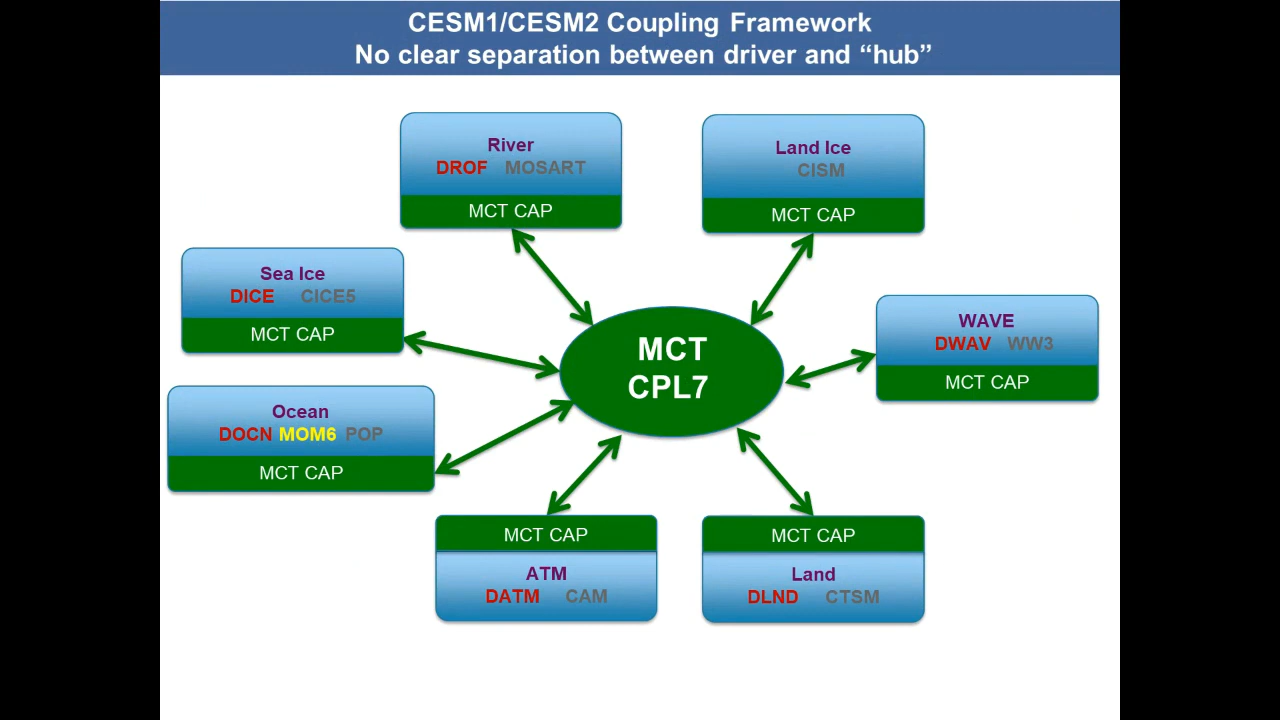 CESM1/CESM2 Coupling Framework
No clear separation between driver and “hub”
River
DROF MOSART
MCT CAP
Land Ice
CISM
MCT CAP
Sea Ice
DICE CICE5
MCT CAP
WAVE
DWAV WW3
MCT CAP
MCT
CPL7
Ocean
DOCN MOM6 POP
MCT CAP
MCT CAP
ATM
DATM CAM
MCT CAP
Land
DLND CTSM